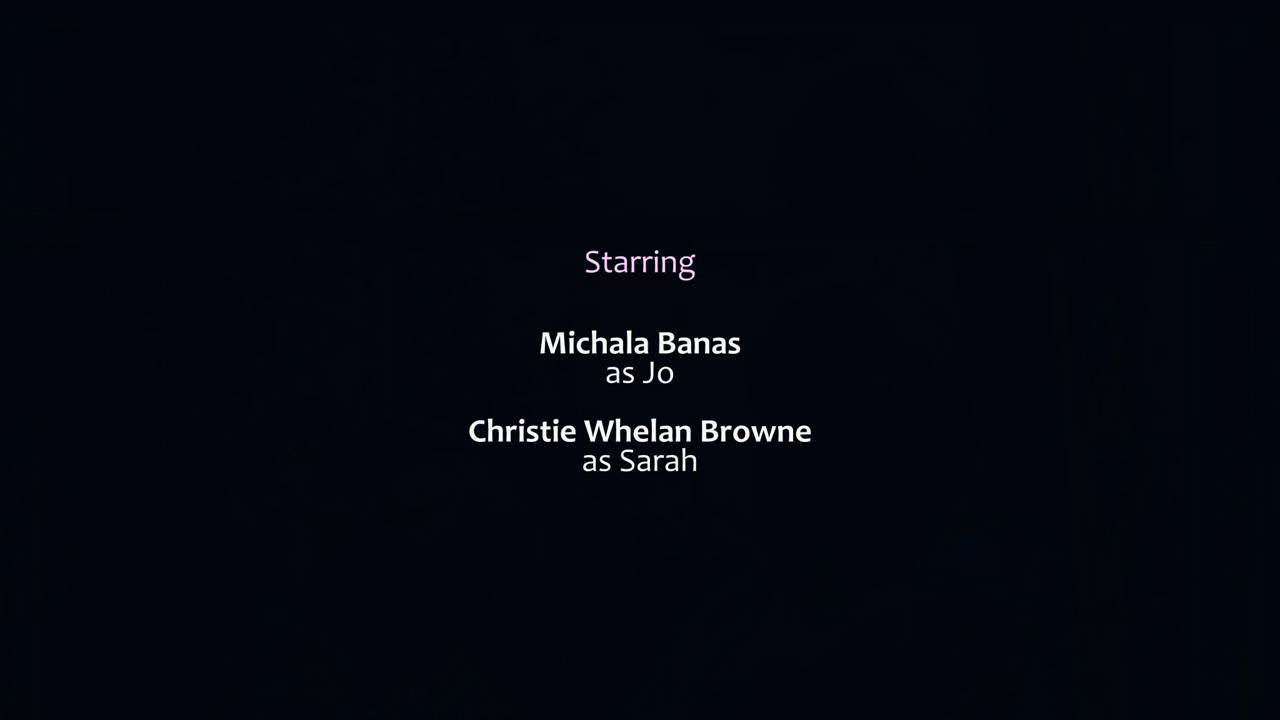 Starring
Michala Banas
as Jo
Christie Whelan Browne
as Sarah